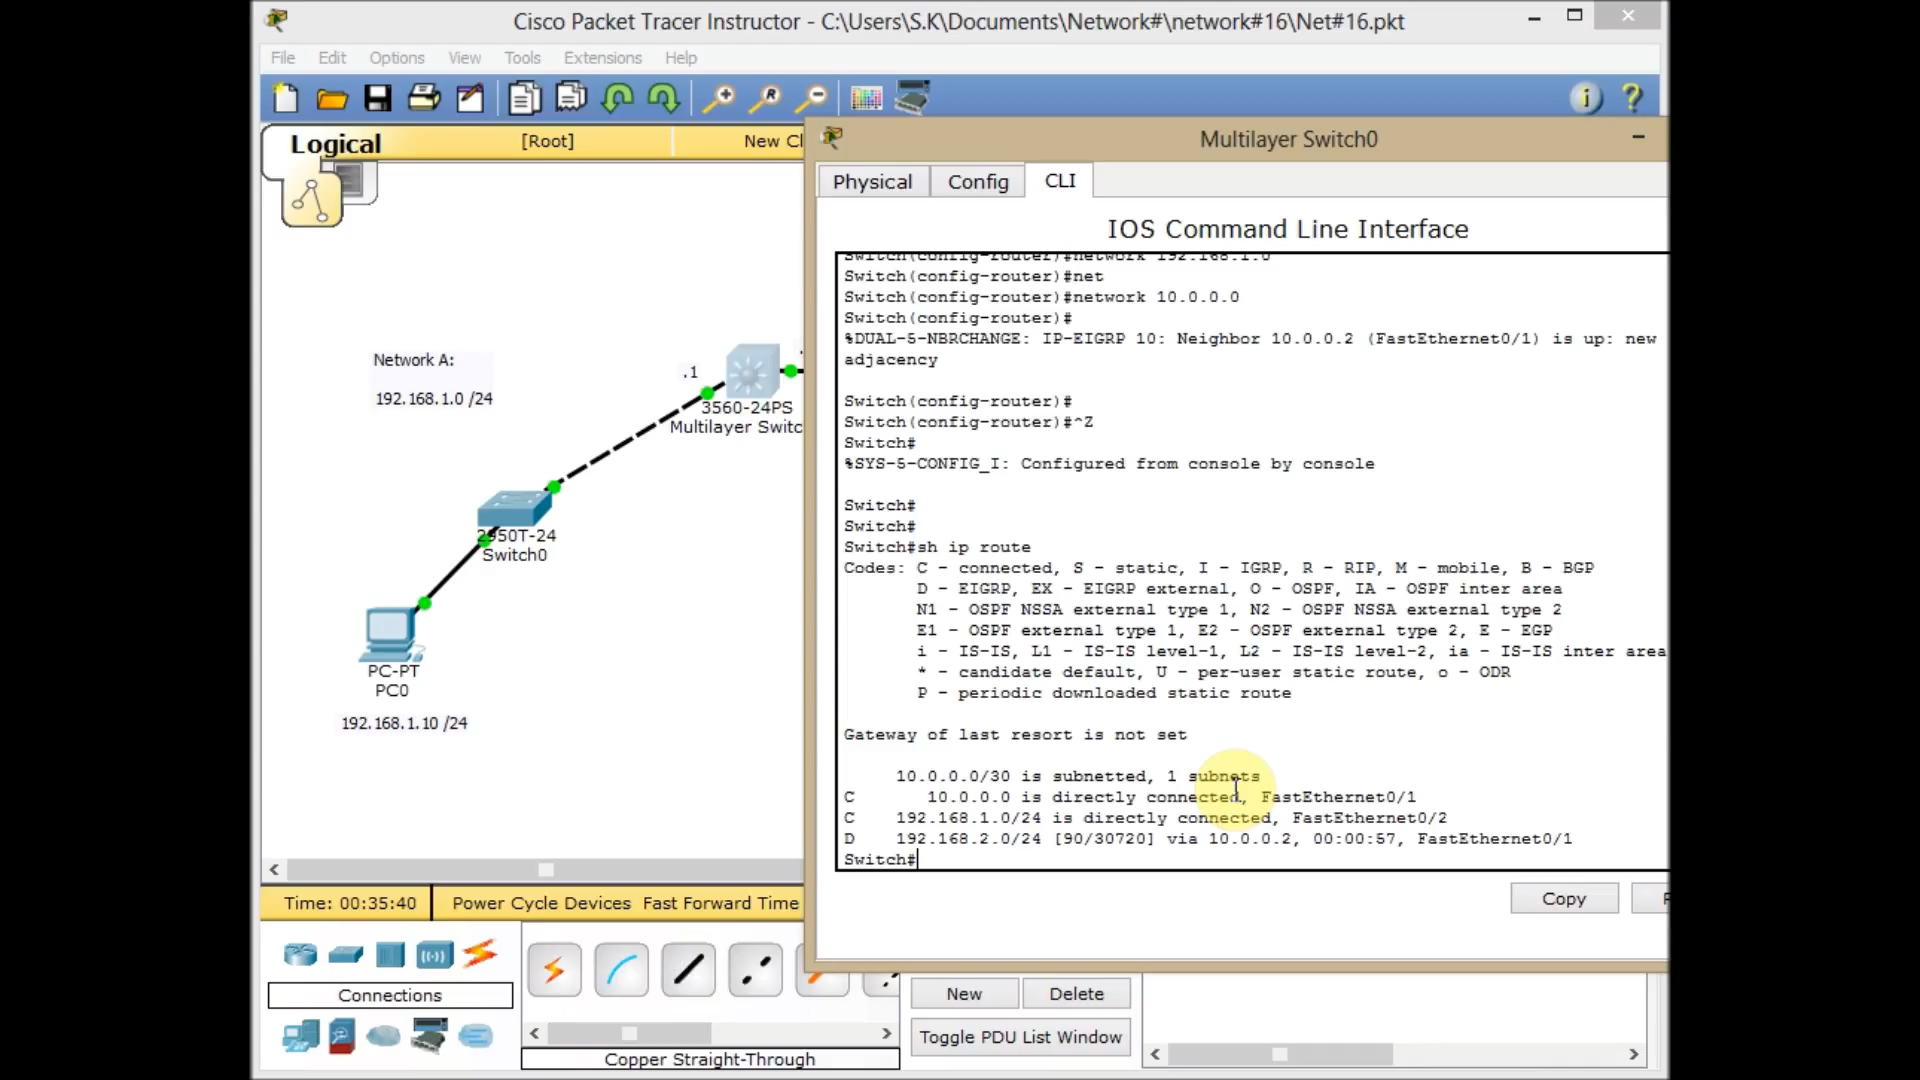 Cisco Packet Tracer Instructor - C:\Users\S.K\Documents\Network#\network#16\Net#16.pkt
File Edit Options View Tools Extensions Help
Logical [Root] New Cl
Multilayer Switch0
Physical Config CLI
IOS Command Line Interface
Switch(config-router)#network 192.168.1.0
Switch(config-router)#net
Switch(config-router)#network 10.0.0.0
Switch(config-router)#
%DUAL-5-NBRCHANGE: IP-EIGRP 10: Neighbor 10.0.0.2 (FastEthernet0/1) is up: new
adjacency
Switch(config-router)#
Switch(config-router)#^Z
Switch#
%SYS-5-CONFIG_I: Configured from console by console
Switch#
Switch#
Switch#sh ip route
Codes: C - connected, S - static, I - IGRP, R - RIP, M - mobile, B - BGP
D - EIGRP, EX - EIGRP external, O - OSPF, IA - OSPF inter area
N1 - OSPF NSSA external type 1, N2 - OSPF NSSA external type 2
E1 - OSPF external type 1, E2 - OSPF external type 2, E - EGP
i - IS-IS, L1 - IS-IS level-1, L2 - IS-IS level-2, ia - IS-IS inter area
* - candidate default, U - per-user static route, o - ODR
P - periodic downloaded static route
Gateway of last resort is not set
10.0.0.0/30 is subnetted, 1 subnets
C 10.0.0.0 is directly connected, FastEthernet0/1
C 192.168.1.0/24 is directly connected, FastEthernet0/2
D 192.168.2.0/24 [90/30720] via 10.0.0.2, 00:00:57, FastEthernet0/1
Switch#
Copy
Network A:
192.168.1.0 /24
.1
3560-24PS
Multilayer Switc
2950T-24
Switch0
PC-PT
PC0
192.168.1.10 /24
Time: 00:35:40 Power Cycle Devices Fast Forward Time
Connections
Copper Straight-Through
New Delete
Toggle PDU List Window